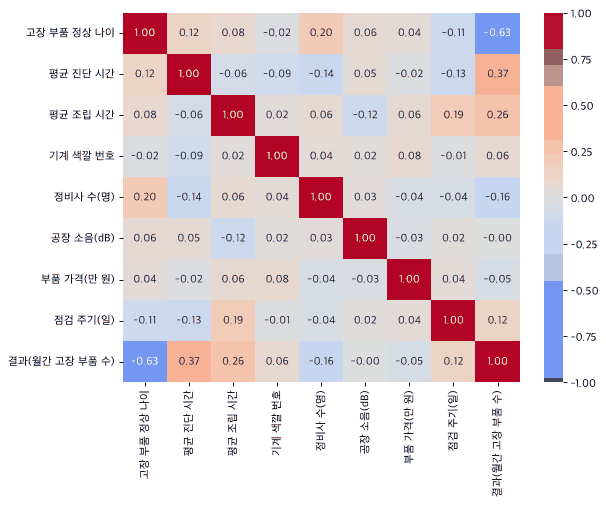 고장 부품 정상 나이 1.00 0.12 0.08 -0.02 0.20 0.06 0.04 -0.11 -0.63
평균 진단 시간 0.12 1.00 -0.06 -0.09 -0.14 0.05 -0.02 -0.13 0.37
평균 조립 시간 0.08 -0.06 1.00 0.02 0.06 -0.12 0.06 0.19 0.26
기계 색깔 번호 -0.02 -0.09 0.02 1.00 0.04 0.02 0.08 -0.01 0.06
정비사 수(명) 0.20 -0.14 0.06 0.04 1.00 0.03 -0.04 -0.04 -0.16
공장 소음(dB) 0.06 0.05 -0.12 0.02 0.03 1.00 -0.03 0.02 -0.00
부품 가격(만 원) 0.04 -0.02 0.06 0.08 -0.04 -0.03 1.00 0.04 -0.05
점검 주기(일) -0.11 -0.13 0.19 -0.01 -0.04 0.02 0.04 1.00 0.12
결과(월간 고장 부품 수) -0.63 0.37 0.26 0.06 -0.16 -0.00 -0.05 0.12 1.00
고장 부품 정상 나이
평균 진단 시간
평균 조립 시간
기계 색깔 번호
정비사 수(명)
공장 소음(dB)
부품 가격(만 원)
점검 주기(일)
결과(월간 고장 부품 수)
1.00
0.75
0.50
0.25
0.00
-0.25
-0.50
-0.75
-1.00